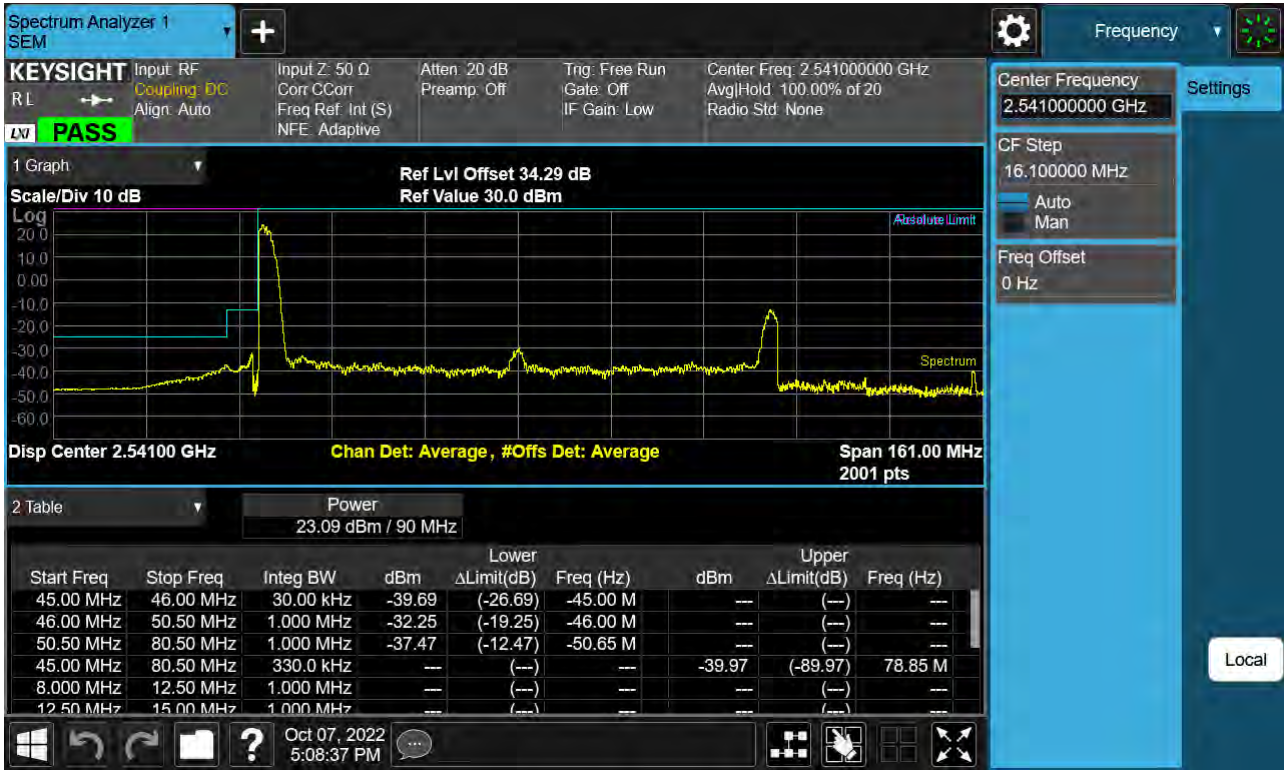 Spectrum Analyzer 1
SEM
Frequency
KEYSIGHT
RL
LXI
PASS
Input: RF
Coupling: DC
Align: Auto
Input Z: 50 Ω
Corr CCorr
Freq Ref: Int (S)
NFE: Adaptive
Atten: 20 dB
Preamp: Off
Trig: Free Run
Gate: Off
IF Gain: Low
Center Freq: 2.541000000 GHz
Avg|Hold: 100.00% of 20
Radio Std: None
Center Frequency
2.541000000 GHz
Settings
CF Step
16.100000 MHz
Auto
Man
Freq Offset
0 Hz
Local
1 Graph
Scale/Div 10 dB
Ref Lvl Offset 34.29 dB
Ref Value 30.0 dBm
Log
20.0
10.0
0.00
-10.0
-20.0
-30.0
-40.0
-50.0
-60.0
Limit
Spectrum
Disp Center 2.54100 GHz
Chan Det: Average , #Offs Det: Average
Span 161.00 MHz
2001 pts
2 Table
Power
23.09 dBm / 90 MHz
Lower Upper
Start Freq Stop Freq Integ BW dBm ΔLimit(dB) Freq (Hz) dBm ΔLimit(dB) Freq (Hz)
45.00 MHz 46.00 MHz 30.00 kHz -39.69 (-26.69) -45.00 M --- (---) ---
46.00 MHz 50.50 MHz 1.000 MHz -32.25 (-19.25) -46.00 M --- (---) ---
50.50 MHz 80.50 MHz 1.000 MHz -37.47 (-12.47) -50.65 M --- (---) ---
45.00 MHz 80.50 MHz 330.0 kHz --- (---) --- -39.97 (-89.97) 78.85 M
8.000 MHz 12.50 MHz 1.000 MHz --- (---) --- --- (---) ---
12.50 MHz 15.00 MHz 1.000 MHz --- (---) --- --- (---) ---
Oct 07, 2022
5:08:37 PM